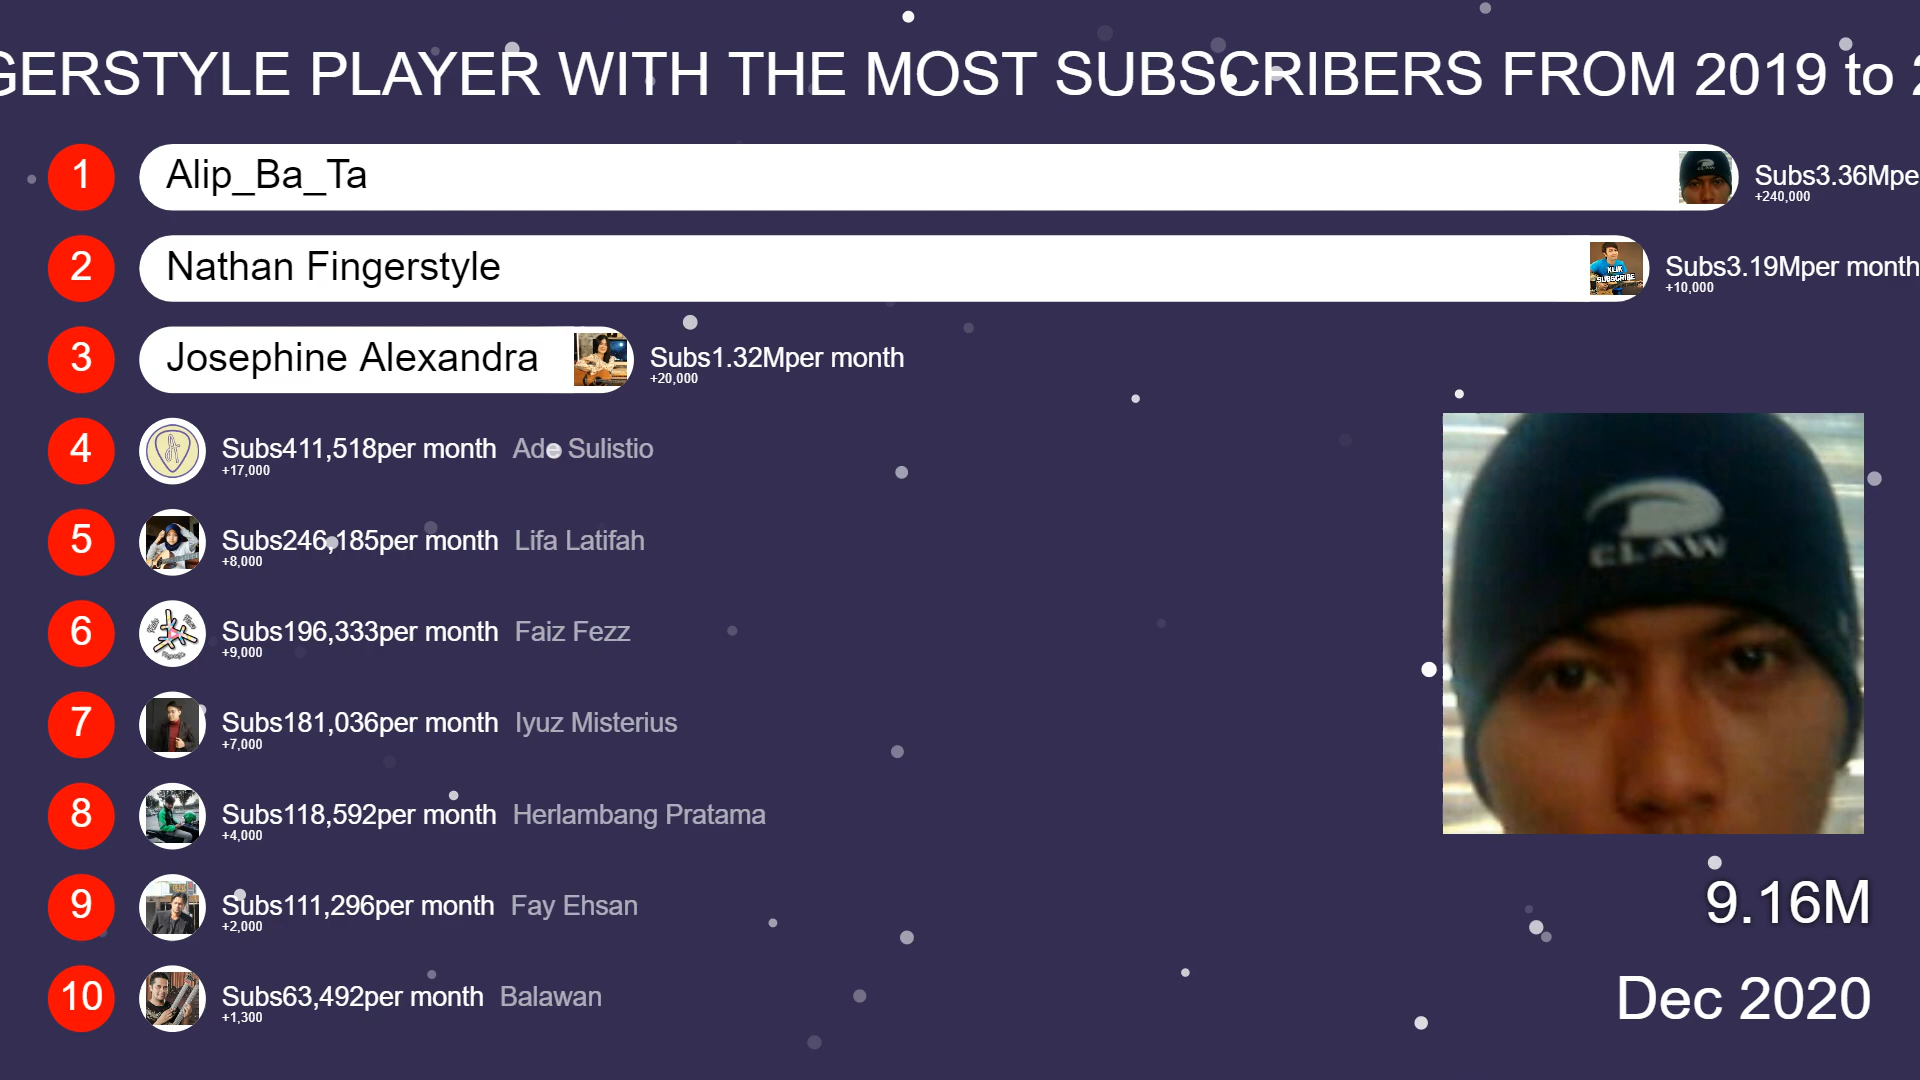 GERSTYLE PLAYER WITH THE MOST SUBSCRIBERS FROM 2019 to 2
1 Alip_Ba_Ta Subs3.36Mpe
+240,000
2 Nathan Fingerstyle KLIK SUBSCRIBE Subs3.19Mper month
+10,000
3 Josephine Alexandra Subs1.32Mper month
+20,000
4 Subs411,518per month Ade Sulistio
+17,000
5 Subs246,185per month Lifa Latifah
+8,000
6 Subs196,333per month Faiz Fezz
+9,000
7 Subs181,036per month Iyuz Misterius
+7,000
8 Subs118,592per month Herlambang Pratama
+4,000
9 Subs111,296per month Fay Ehsan
+2,000
10 Subs63,492per month Balawan
+1,300
CLAW
9.16M
Dec 2020